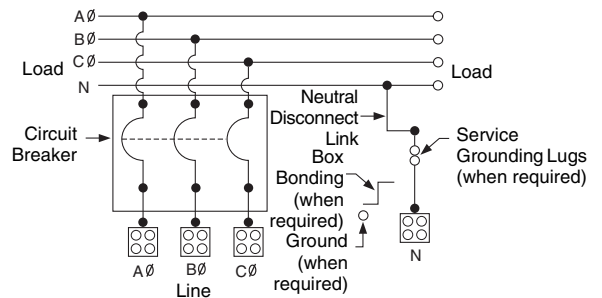 AØ
BØ
CØ
Load
N
Load
Circuit
Breaker
Neutral
Disconnect
Link
Service
Grounding Lugs
(when required)
Box
Bonding
(when
required)
Ground
(when
required)
AØ
BØ
CØ
N
Line